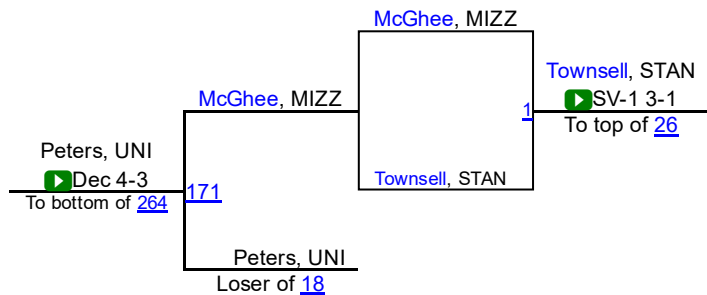 McGhee, MIZZ
Townsell, STAN
SV-1 3-1
1
To top of 26
McGhee, MIZZ
Peters, UNI
Dec 4-3
To bottom of 264
171
Townsell, STAN
Peters, UNI
Loser of 18